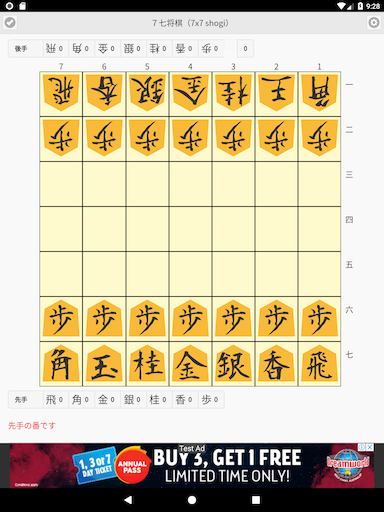 9:28
7七将棋（7x7 shogi）
後手 飛 0 角 0 金 0 銀 0 桂 0 香 0 歩 0 0
7 6 5 4 3 2 1
飛 香 銀 金 桂 王 角 一
歩 歩 歩 歩 歩 歩 歩 二
三
四
五
歩 歩 歩 歩 歩 歩 歩 六
角 玉 桂 金 銀 香 飛 七
先手 飛 0 角 0 金 0 銀 0 桂 0 香 0 歩 0
先手の番です
Test Ad
1, 3 or 7 DAY TICKET
ANNUAL PASS
BUY 3, GET 1 FREE
LIMITED TIME ONLY!
Dreamworld